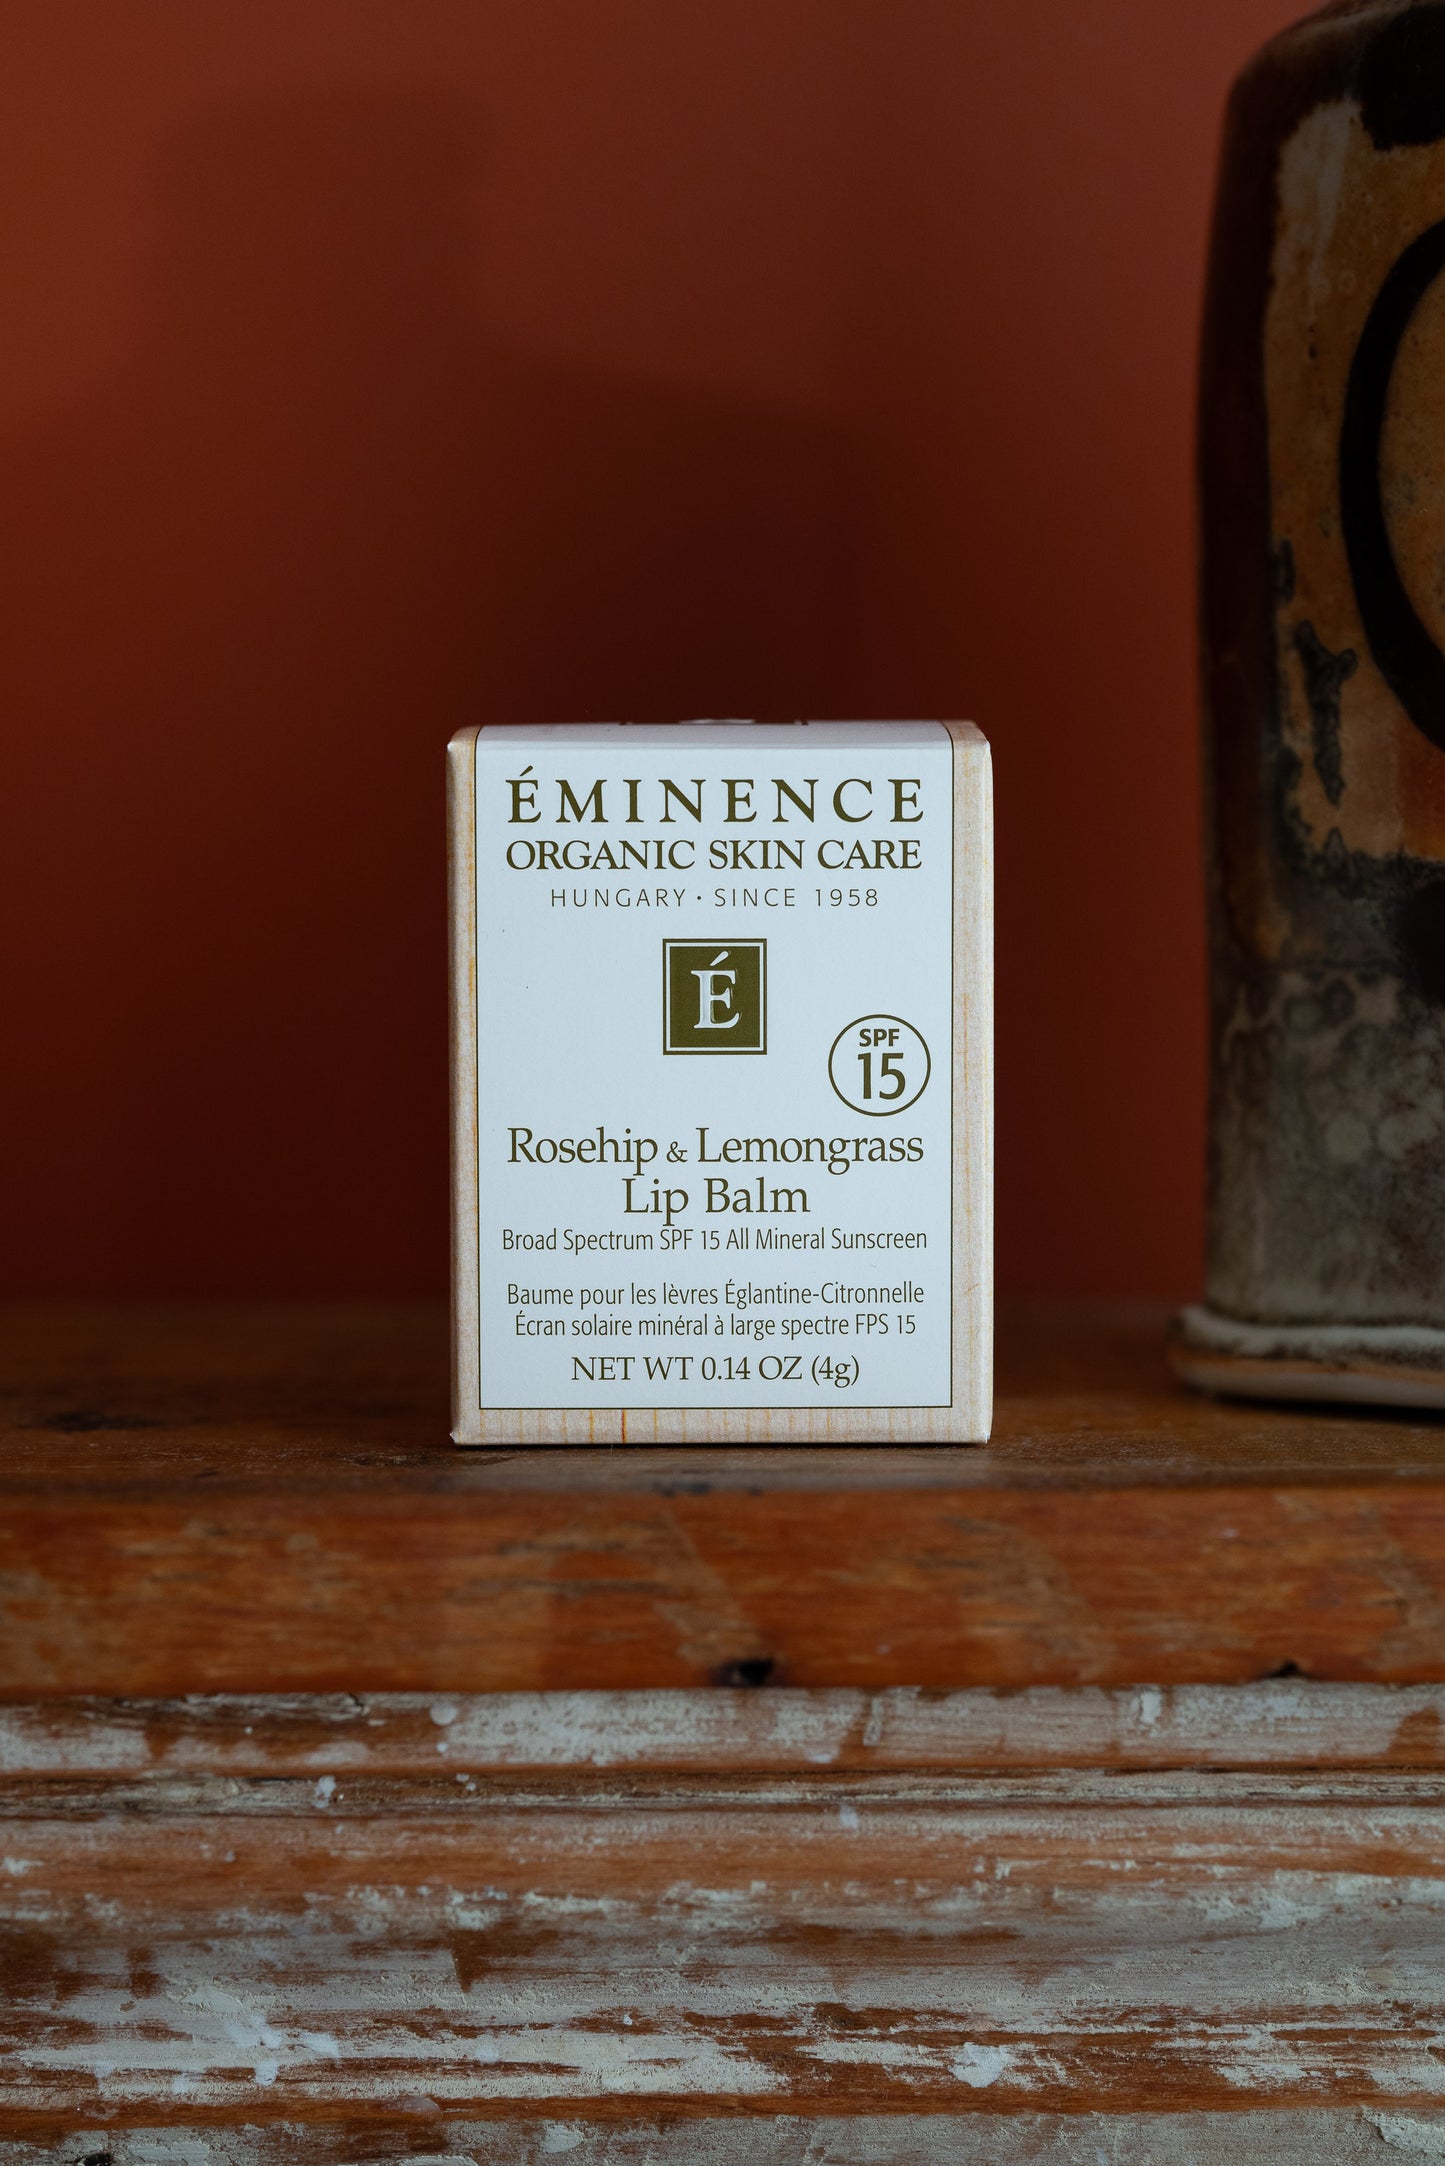 ÉMINENCE
ORGANIC SKIN CARE
HUNGARY · SINCE 1958
É
SPF
15
Rosehip & Lemongrass
Lip Balm
Broad Spectrum SPF 15 All Mineral Sunscreen
Baume pour les lèvres Églantine-Citronnelle
Écran solaire minéral à large spectre FPS 15
NET WT 0.14 OZ (4g)